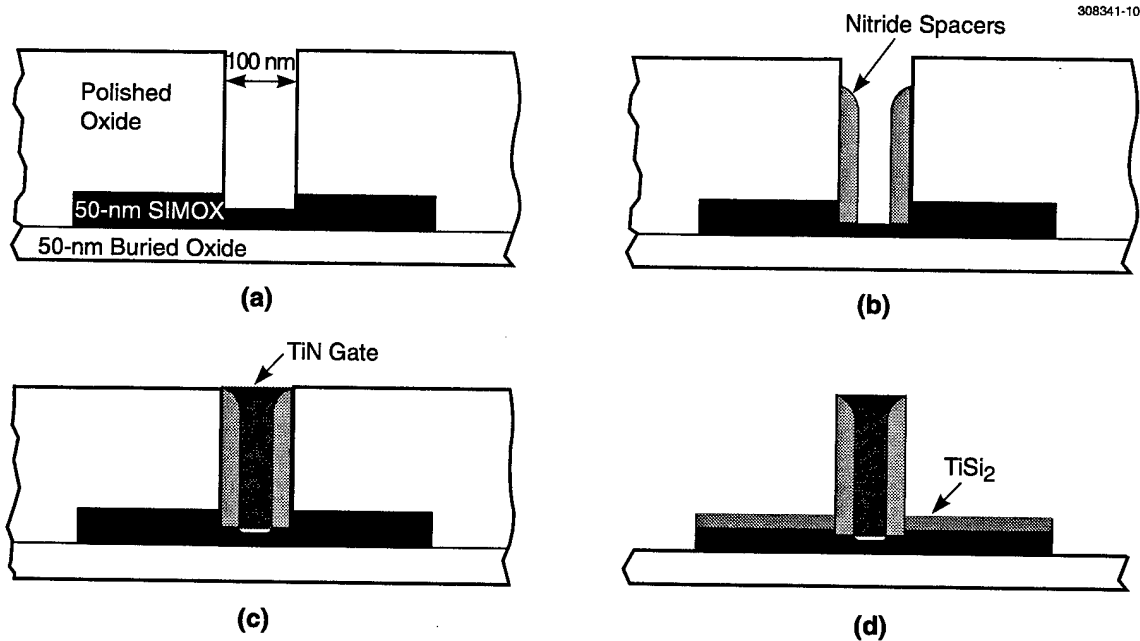 308341-10
100 nm
Polished
Oxide
50-nm SIMOX
50-nm Buried Oxide
(a)
Nitride Spacers
(b)
TiN Gate
(c)
TiSi2
(d)